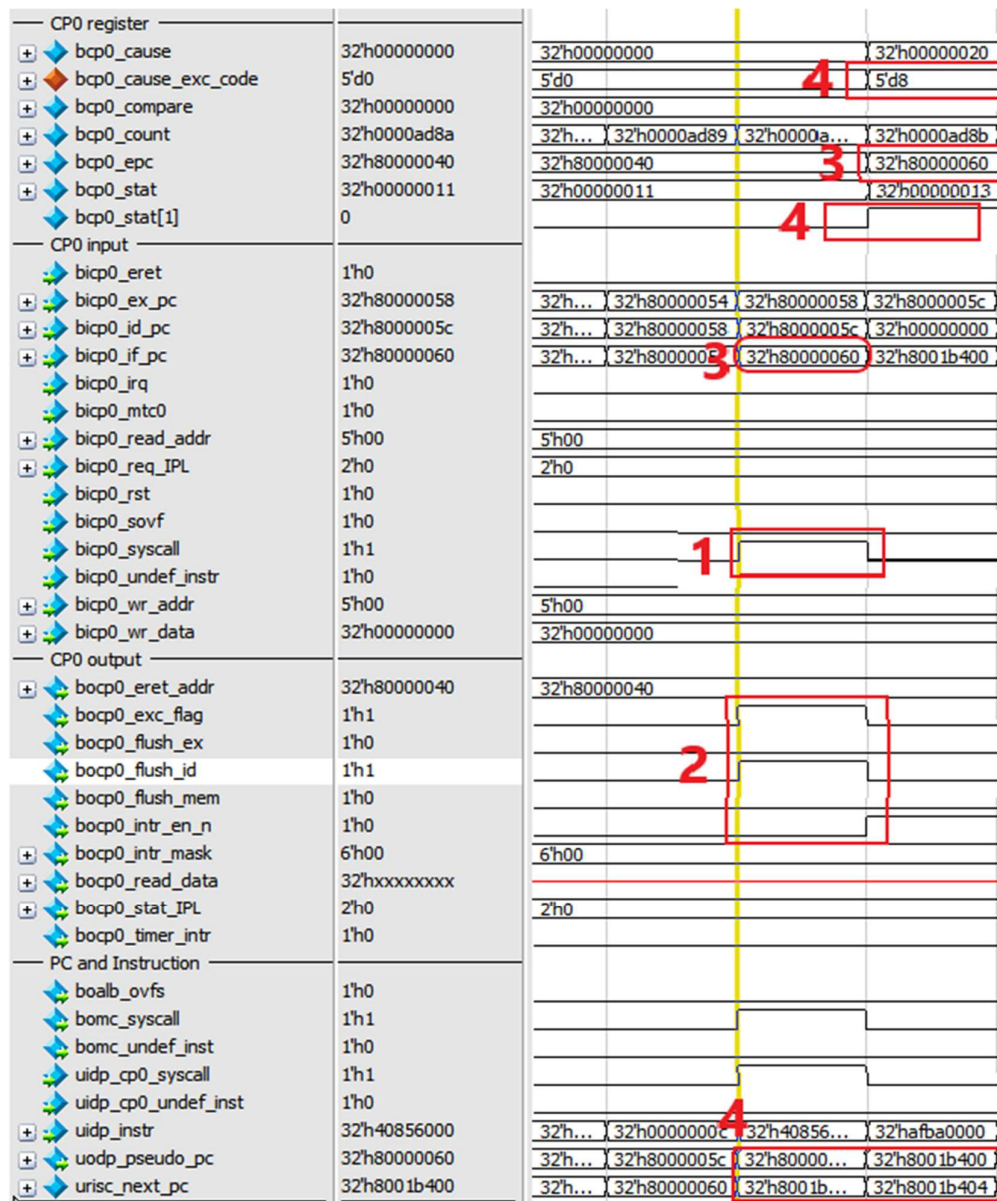 CP0 register
bcp0_cause 32'h00000000 32'h00000000 32'h00000020
bcp0_cause_exc_code 5'd0 5'd0 4 5'd8
bcp0_compare 32'h00000000 32'h00000000
bcp0_count 32'h0000ad8a 32'h... 32'h0000ad89 32'h0000a... 32'h0000ad8b
bcp0_epc 32'h80000040 32'h80000040 3 32'h80000060
bcp0_stat 32'h00000011 32'h00000011 32'h00000013
bcp0_stat[1] 0 4
CP0 input
bicp0_eret 1'h0
bicp0_ex_pc 32'h80000058 32'h... 32'h80000054 32'h80000058 32'h8000005c
bicp0_id_pc 32'h8000005c 32'h... 32'h80000058 32'h8000005c 32'h00000000
bicp0_if_pc 32'h80000060 32'h... 3 32'h80000060 32'h8001b400
bicp0_irq 1'h0
bicp0_mtc0 1'h0
bicp0_read_addr 5'h00 5'h00
bicp0_req_IPL 2'h0 2'h0
bicp0_rst 1'h0
bicp0_sovf 1'h0
bicp0_syscall 1'h1 1
bicp0_undef_instr 1'h0
bicp0_wr_addr 5'h00 5'h00
bicp0_wr_data 32'h00000000 32'h00000000
CP0 output
bocp0_eret_addr 32'h80000040 32'h80000040
bocp0_exc_flag 1'h1
bocp0_flush_ex 1'h0
bocp0_flush_id 1'h1 2
bocp0_flush_mem 1'h0
bocp0_intr_en_n 1'h0
bocp0_intr_mask 6'h00 6'h00
bocp0_read_data 32'hxxxxxxxx
bocp0_stat_IPL 2'h0 2'h0
bocp0_timer_intr 1'h0
PC and Instruction
boalb_ovfs 1'h0
bomc_syscall 1'h1
bomc_undef_inst 1'h0
uidp_cp0_syscall 1'h1
uidp_cp0_undef_inst 1'h0 4
uidp_instr 32'h40856000 32'h... 32'h0000000c 32'h40856... 32'hafba0000
uodp_pseudo_pc 32'h80000060 32'h... 32'h8000005c 32'h80000... 32'h8001b400
urisc_next_pc 32'h8001b400 32'h... 32'h80000060 32'h8001b... 32'h8001b404